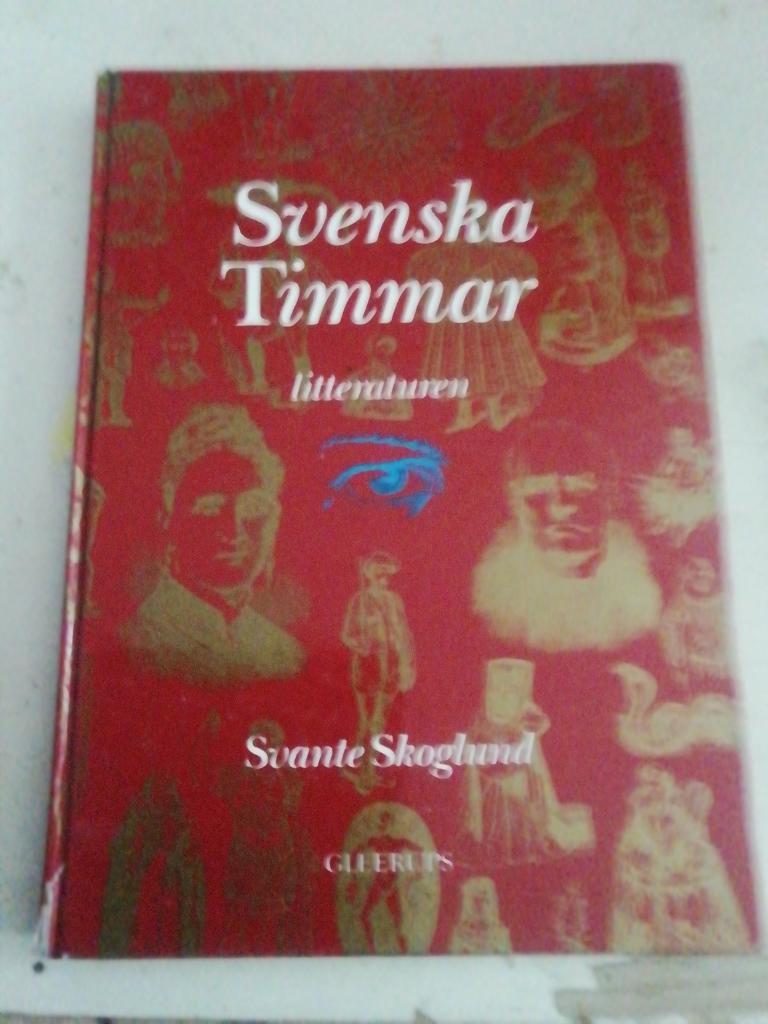 Svenska
Timmar
litteraturen
Svante Skoglund
GLEERUPS